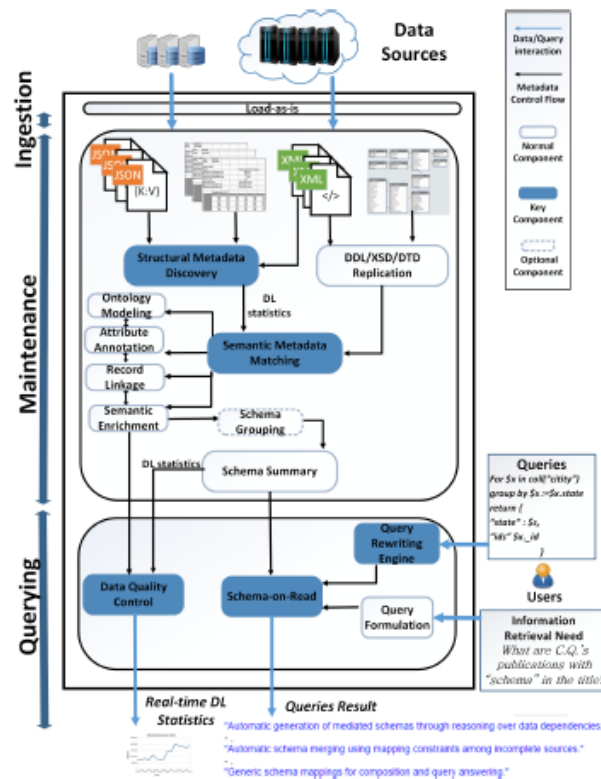 Data
Sources
Data/Query
interaction
Metadata
Control Flow
Normal
Component
Key
Component
Optional
Component
Ingestion
Load-as-is
Maintenance
JSON
JSON
JSON
{K:V}
XML
XML
XML
</>
Structural Metadata
Discovery
DDL/XSD/DTD
Replication
DL
statistics
Ontology
Modeling
Attribute
Annotation
Semantic Metadata
Matching
Record
Linkage
Semantic
Enrichment
Schema
Grouping
DL statistics
Schema Summary
Querying
Queries
For $x in coll("citity")
group by $x:=$x.state
return {
"state" : $s,
"ids" $x._id
}
Query
Rewriting
Engine
Users
Data Quality
Control
Schema-on-Read
Query
Formulation
Information
Retrieval Need
What are C.Q.'s
publications with
"schema" in the title?
Real-time DL
Statistics
Queries Result
"Automatic generation of mediated schemas through reasoning over data dependencies.
"Automatic schema merging using mapping constraints among incomplete sources."
"Generic schema mappings for composition and query answering."